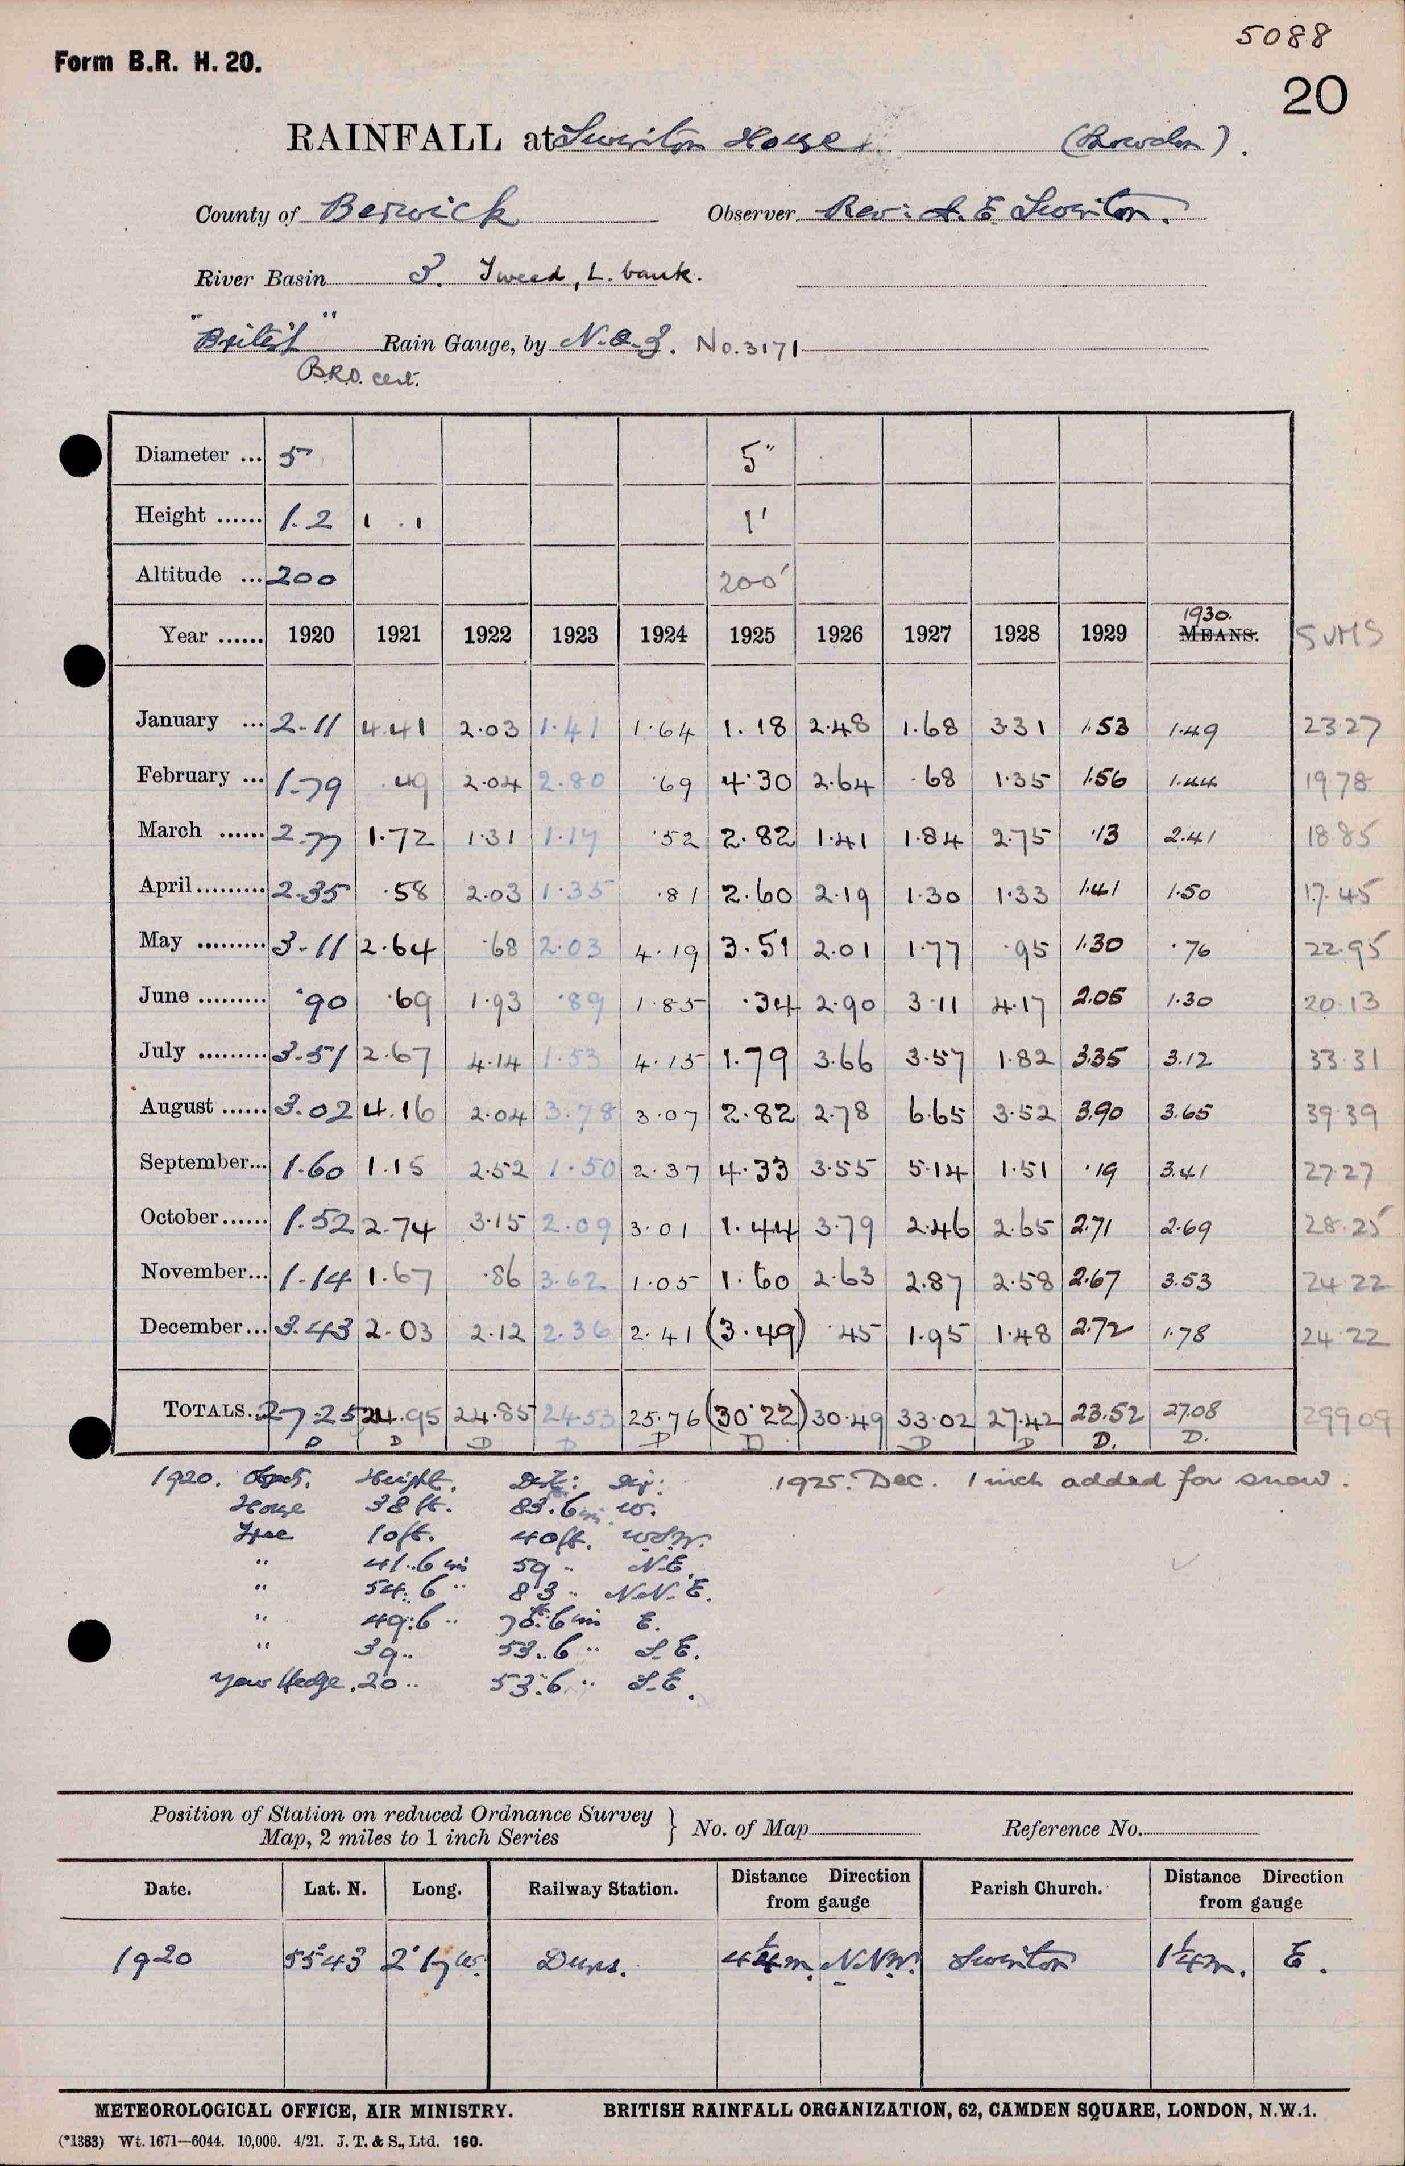 5088
Form B.R. H. 20.
20
RAINFALL at Swinton House. (Gardens).
County of Berwick Observer Rev: A. E. Swinton.
River Basin 3. Tweed, L. bank.
"British" Rain Gauge, by N. & Z. No. 3171
B.R.O. cert.
Diameter ... 5 5"
Height ...... 1.2 1 . 1 1'
Altitude ... 200 200'
Year ...... 1920 1921 1922 1923 1924 1925 1926 1927 1928 1929 1930. MEANS. SUMS
January ... 2.11 4.41 2.03 1.41 1.64 1.18 2.48 1.68 3.31 1.53 1.49 23.27
February ... 1.79 .49 2.04 2.80 .69 4.30 2.64 .68 1.35 1.56 1.44 19.78
March ...... 2.77 1.72 1.31 1.17 .52 2.82 1.41 1.84 2.75 .13 2.41 18.85
April ......... 2.35 .58 2.03 1.35 .81 2.60 2.19 1.30 1.33 1.41 1.50 17.45
May ......... 3.11 2.64 .68 2.03 4.19 3.51 2.01 1.77 .95 1.30 .76 22.95
June ......... .90 .69 1.93 .89 1.85 .34 2.90 3.11 4.17 2.05 1.30 20.13
July ......... 3.51 2.67 4.14 1.53 4.15 1.79 3.66 3.57 1.82 3.35 3.12 33.31
August ...... 3.02 4.16 2.04 3.78 3.07 2.82 2.78 6.65 3.52 3.90 3.65 39.39
September... 1.60 1.15 2.52 1.50 2.37 4.33 3.55 5.14 1.51 .19 3.41 27.27
October ...... 1.52 2.74 3.15 2.09 3.01 1.44 3.79 2.46 2.65 2.71 2.69 28.25
November... 1.14 1.67 .86 3.62 1.05 1.60 2.63 2.87 2.58 2.67 3.53 24.22
December ... 3.43 2.03 2.12 2.36 2.41 (3.49) .45 1.95 1.48 2.72 1.78 24.22
TOTALS.. 27.25 24.95 24.85 24.53 25.76 (30.22) 30.49 33.02 27.42 23.52 27.08 299.09
D D D D D D D D D. D.
1920. Object. Height. Dist: Dir: 1925. Dec. 1 inch added for snow.
House 38 ft. 83.6 in W.
Tree 10 ft. 40 ft. W.S.W.
" 41.6 in 59 .. N.E.
" 54.6 " 83 .. N.N.E.
" 49.6 " 78.6 in E.
" 39 .. 53.6 " S.E.
Yew Hedge. 20 .. 53.6 " S.E.
Position of Station on reduced Ordnance Survey Map, 2 miles to 1 inch Series } No. of Map Reference No.
Date. Lat. N. Long. Railway Station. Distance Direction from gauge Parish Church. Distance Direction from gauge
1920 55°43 2°17 W. Duns. 4¼ m. N.N.W. Swinton 1¼ m. E.
METEOROLOGICAL OFFICE, AIR MINISTRY. BRITISH RAINFALL ORGANIZATION, 62, CAMDEN SQUARE, LONDON, N.W.1.
(*1383) Wt. 1671—6044. 10,000. 4/21. J. T. & S., Ltd. 160.